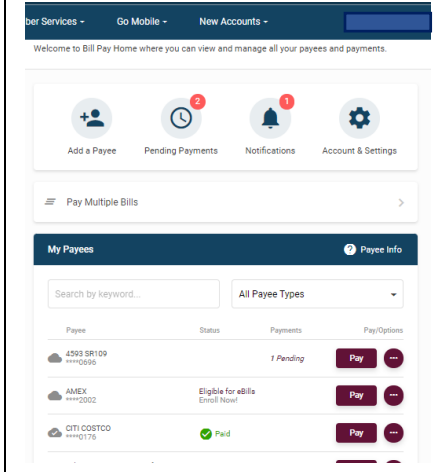 ber Services Go Mobile New Accounts
Welcome to Bill Pay Home where you can view and manage all your payees and payments.
2 1
Add a Payee Pending Payments Notifications Account & Settings
Pay Multiple Bills
My Payees ? Payee Info
Search by keyword... All Payee Types
Payee Status Payments Pay/Options
4593 SR109 1 Pending Pay
****0696
AMEX Eligible for eBills Pay
****2002 Enroll Now!
CITI COSTCO Paid Pay
****0176